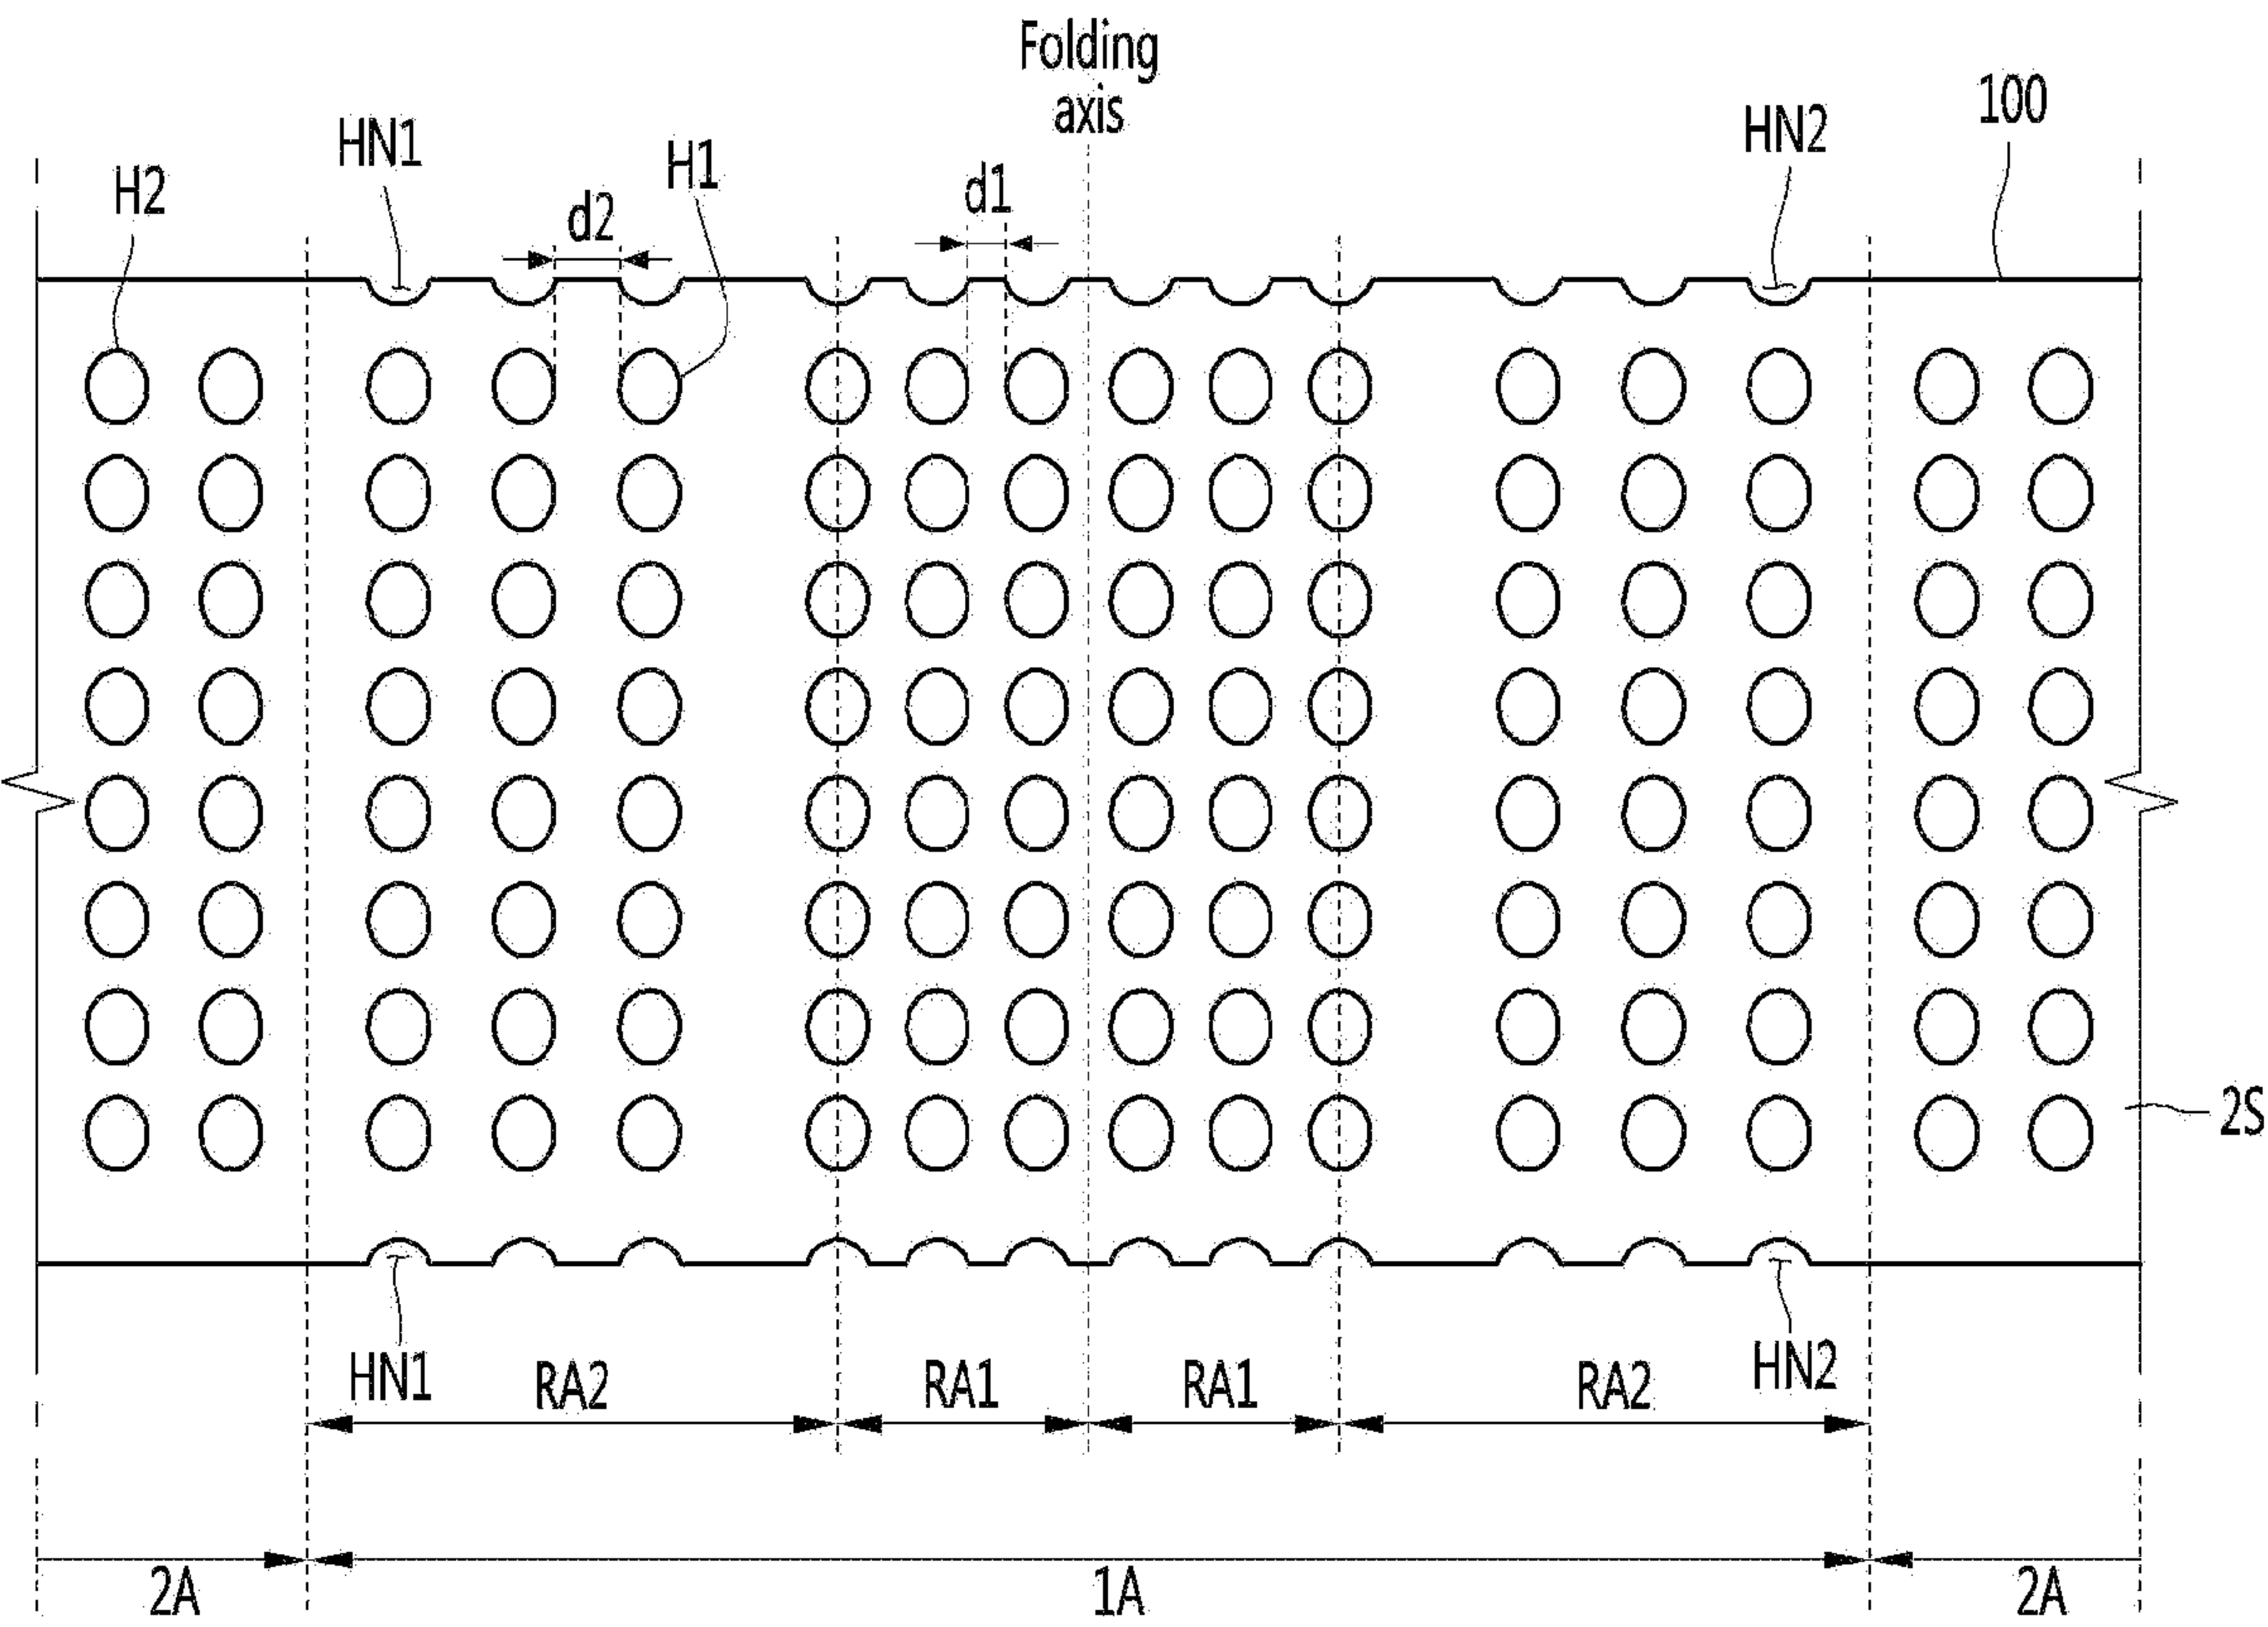 Folding
axis
100
HN1
HN2
H1
H2
d2
d1
2S
HN1
RA2
RA1
RA1
RA2
HN2
2A
1A
2A